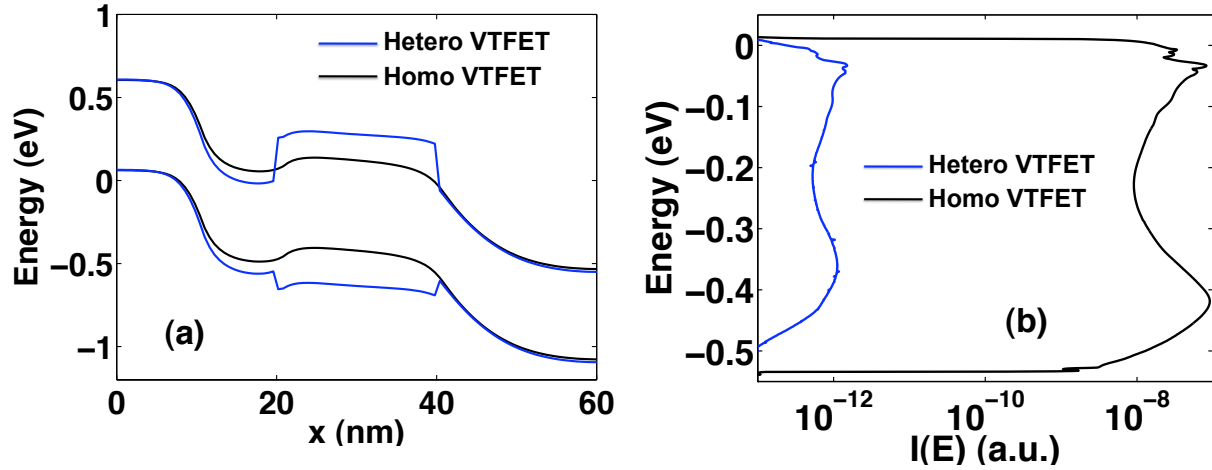 Hetero VTFET
Homo VTFET
1
0.5
0
−0.5
−1
Energy (eV)
(a)
0
20
40
60
x (nm)
0
−0.1
−0.2
−0.3
−0.4
−0.5
Energy (eV)
Hetero VTFET
Homo VTFET
(b)
10⁻¹²
10⁻¹⁰
10⁻⁸
I(E) (a.u.)